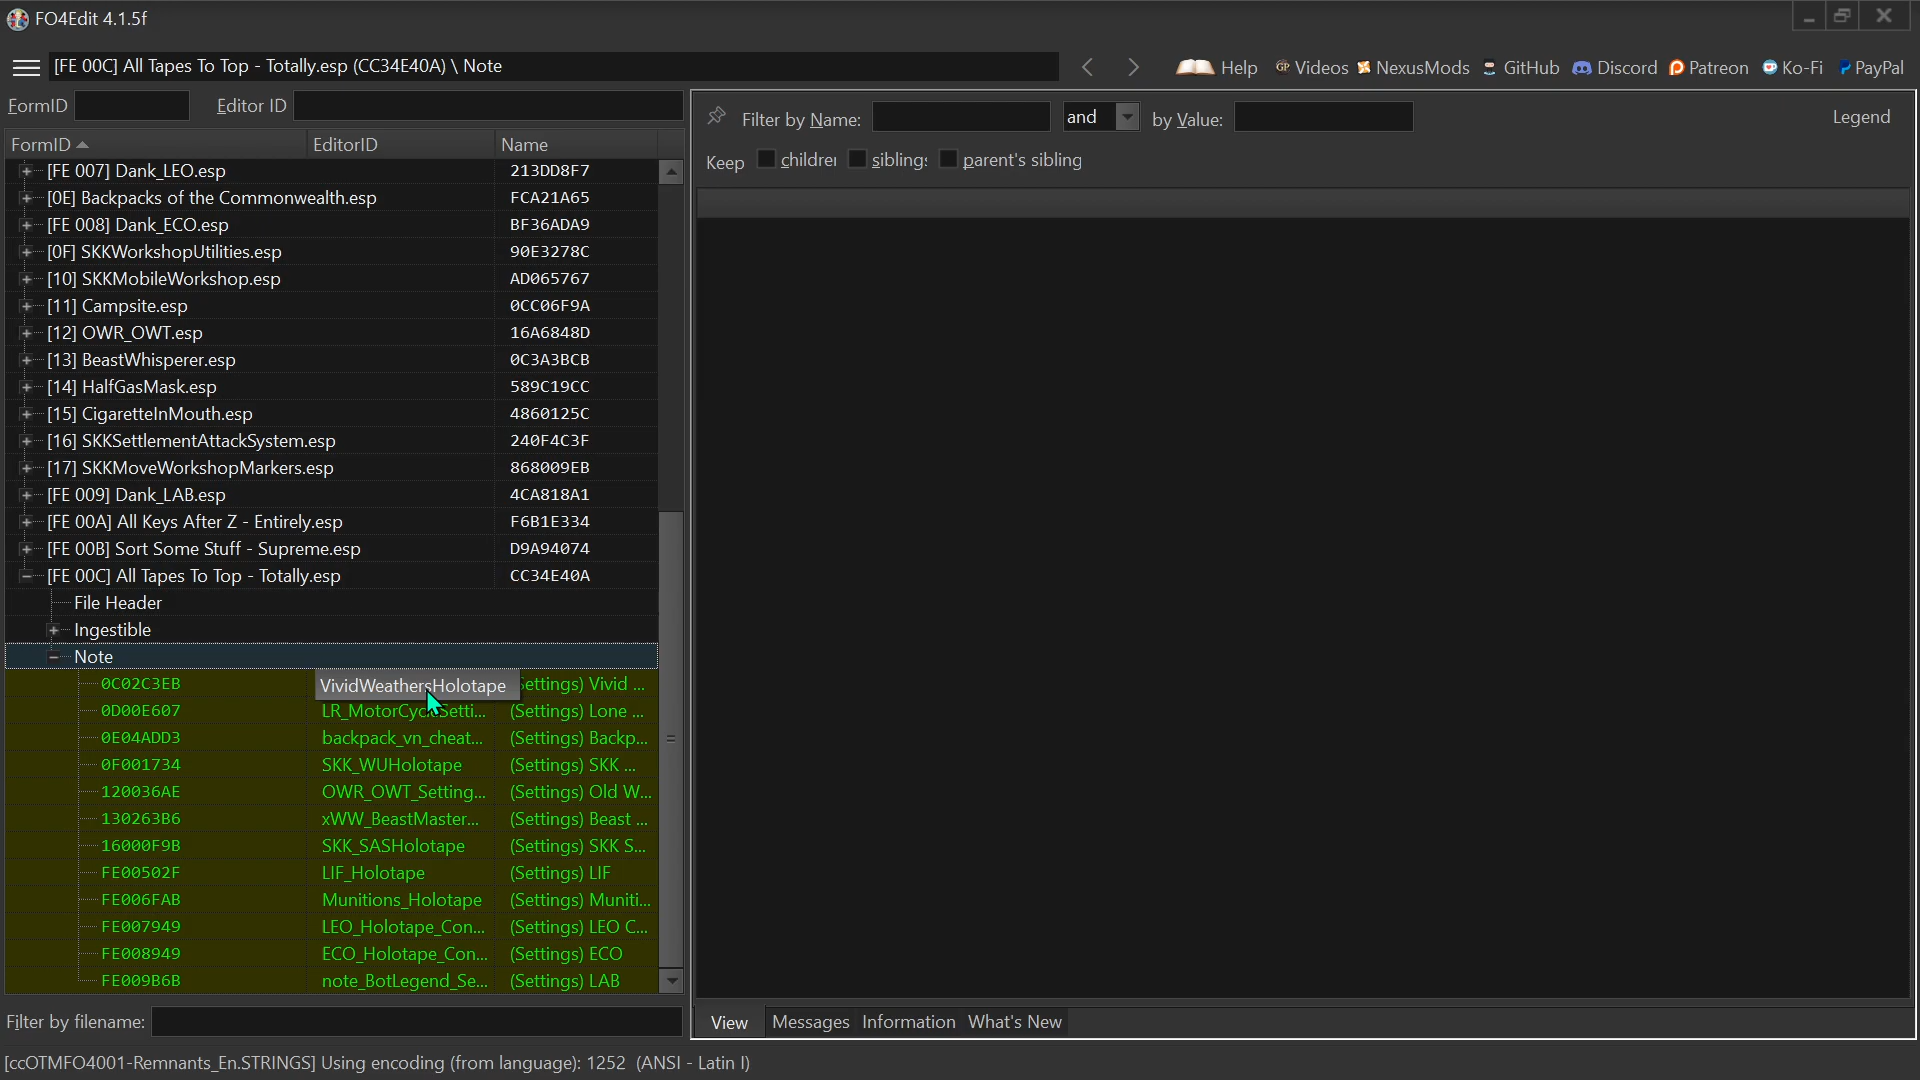 FO4Edit 4.1.5f
[FE 00C] All Tapes To Top - Totally.esp (CC34E40A) \ Note
Help Videos NexusMods GitHub Discord Patreon Ko-Fi PayPal
FormID Editor ID
Filter by Name: and by Value: Legend
FormID EditorID Name
Keep childrei sibling: parent's sibling
[FE 007] Dank_LEO.esp 213DD8F7
[0E] Backpacks of the Commonwealth.esp FCA21A65
[FE 008] Dank_ECO.esp BF36ADA9
[0F] SKKWorkshopUtilities.esp 90E3278C
[10] SKKMobileWorkshop.esp AD065767
[11] Campsite.esp 0CC06F9A
[12] OWR_OWT.esp 16A6848D
[13] BeastWhisperer.esp 0C3A3BCB
[14] HalfGasMask.esp 589C19CC
[15] CigaretteInMouth.esp 4860125C
[16] SKKSettlementAttackSystem.esp 240F4C3F
[17] SKKMoveWorkshopMarkers.esp 868009EB
[FE 009] Dank_LAB.esp 4CA818A1
[FE 00A] All Keys After Z - Entirely.esp F6B1E334
[FE 00B] Sort Some Stuff - Supreme.esp D9A94074
[FE 00C] All Tapes To Top - Totally.esp CC34E40A
File Header
Ingestible
Note
0C02C3EB VividWeathersHolotape Settings) Vivid ...
0D00E607 LR_MotorCycleSetti... (Settings) Lone ...
0E04ADD3 backpack_vn_cheat... (Settings) Backp...
0F001734 SKK_WUHolotape (Settings) SKK ...
120036AE OWR_OWT_Setting... (Settings) Old W...
130263B6 xWW_BeastMaster... (Settings) Beast ...
16000F9B SKK_SASHolotape (Settings) SKK S...
FE00502F LIF_Holotape (Settings) LIF
FE006FAB Munitions_Holotape (Settings) Muniti...
FE007949 LEO_Holotape_Con... (Settings) LEO C...
FE008949 ECO_Holotape_Con... (Settings) ECO
FE009B6B note_BotLegend_Se... (Settings) LAB
Filter by filename:
View Messages Information What's New
[ccOTMFO4001-Remnants_En.STRINGS] Using encoding (from language): 1252 (ANSI - Latin I)